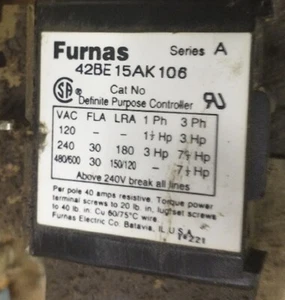 Furnas Series A
42BE15AK106
Cat No
Definite Purpose Controller
VAC FLA LRA 1 Ph 3 Ph
120 — — 1½ Hp 3 Hp
240 30 180 3 Hp 7½ Hp
480/600 30 150/120 — 7½ Hp
Above 240V break all lines
Per pole 40 amps resistive. Torque power
terminal screws to 20 lb. in, lug/set screws
to 40 lb. in: Cu 60/75°C wire.
Furnas Electric Co. Batavia, IL U.S.A.